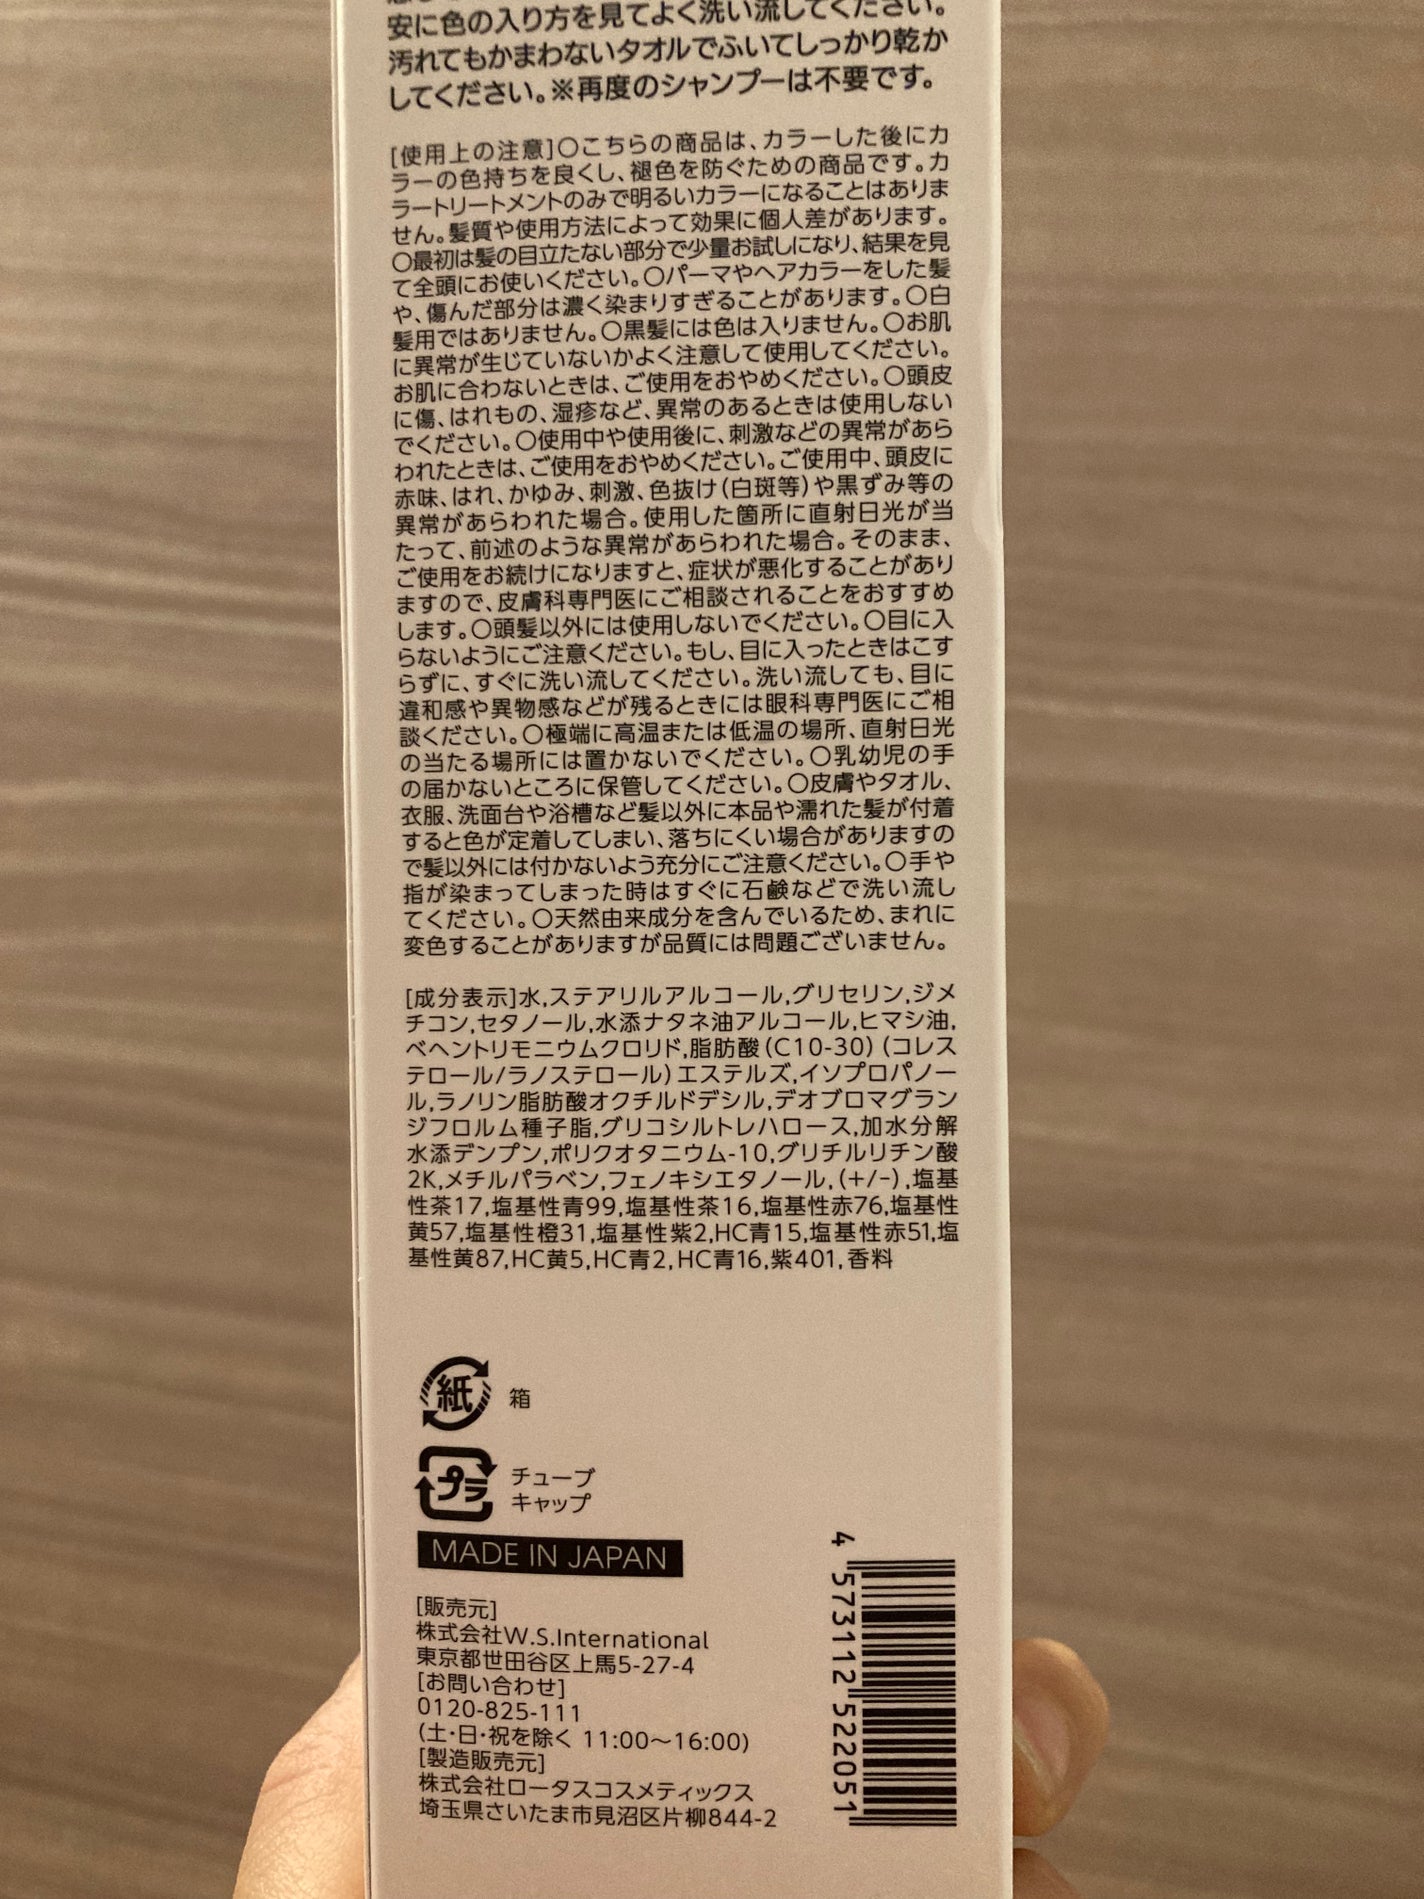 安に色の入り方を見てよく洗い流してください。
汚れてもかまわないタオルでふいてしっかり乾か
してください。※再度のシャンプーは不要です。
[使用上の注意]〇こちらの商品は、カラーした後にカ
ラーの色持ちを良くし、褪色を防ぐための商品です。カ
ラートリートメントのみで明るいカラーになることはありま
せん。髪質や使用方法によって効果に個人差があります。
〇最初は髪の目立たない部分で少量お試しになり、結果を見
て全頭にお使いください。〇パーマやヘアカラーをした髪
や、傷んだ部分は濃く染まりすぎることがあります。〇白
髪用ではありません。〇黒髪には色は入りません。〇お肌
に異常が生じていないかよく注意して使用してください。
お肌に合わないときは、ご使用をおやめください。〇頭皮
に傷、はれもの、湿疹など、異常のあるときは使用しない
でください。〇使用中や使用後に、刺激などの異常があら
われたときは、ご使用をおやめください。ご使用中、頭皮に
赤味、はれ、かゆみ、刺激、色抜け(白斑等)や黒ずみ等の
異常があらわれた場合。使用した箇所に直射日光が当
たって、前述のような異常があらわれた場合。そのまま、
ご使用をお続けになりますと、症状が悪化することがあり
ますので、皮膚科専門医にご相談されることをおすすめ
します。〇頭髪以外には使用しないでください。〇目に入
らないようにご注意ください。もし、目に入ったときはこす
らずに、すぐに洗い流してください。洗い流しても、目に
違和感や異物感などが残るときには眼科専門医にご相
談ください。〇極端に高温または低温の場所、直射日光
の当たる場所には置かないでください。〇乳幼児の手
の届かないところに保管してください。〇皮膚やタオル、
衣服、洗面台や浴槽など髪以外に本品や濡れた髪が付着
すると色が定着してしまい、落ちにくい場合がありますの
で髪以外には付かないよう充分にご注意ください。〇手や
指が染まってしまった時はすぐに石鹸などで洗い流し
てください。〇天然由来成分を含んでいるため、まれに
変色することがありますが品質には問題ございません。
[成分表示]水,ステアリルアルコール,グリセリン,ジメ
チコン,セタノール,水添ナタネ油アルコール,ヒマシ油,
ベヘントリモニウムクロリド,脂肪酸(C10-30)(コレス
テロール/ラノステロール)エステルズ,イソプロパノー
ル,ラノリン脂肪酸オクチルドデシル,テオブロマグラン
ジフロルム種子脂,グリコシルトレハロース,加水分解
水添デンプン,ポリクオタニウム-10,グリチルリチン酸
2K,メチルパラベン,フェノキシエタノール,(+/-),塩基
性茶17,塩基性青99,塩基性茶16,塩基性赤76,塩基性
黄57,塩基性橙31,塩基性紫2,HC青15,塩基性赤51,塩
基性黄87,HC黄5,HC青2,HC青16,紫401,香料
紙 箱
プラ チューブ
キャップ
MADE IN JAPAN
[販売元]
株式会社W.S.International
東京都世田谷区上馬5-27-4
[お問い合わせ]
0120-825-111
(土・日・祝を除く 11:00〜16:00)
[製造販売元]
株式会社ロータスコスメティックス
埼玉県さいたま市見沼区片柳844-2
4 573112 522051